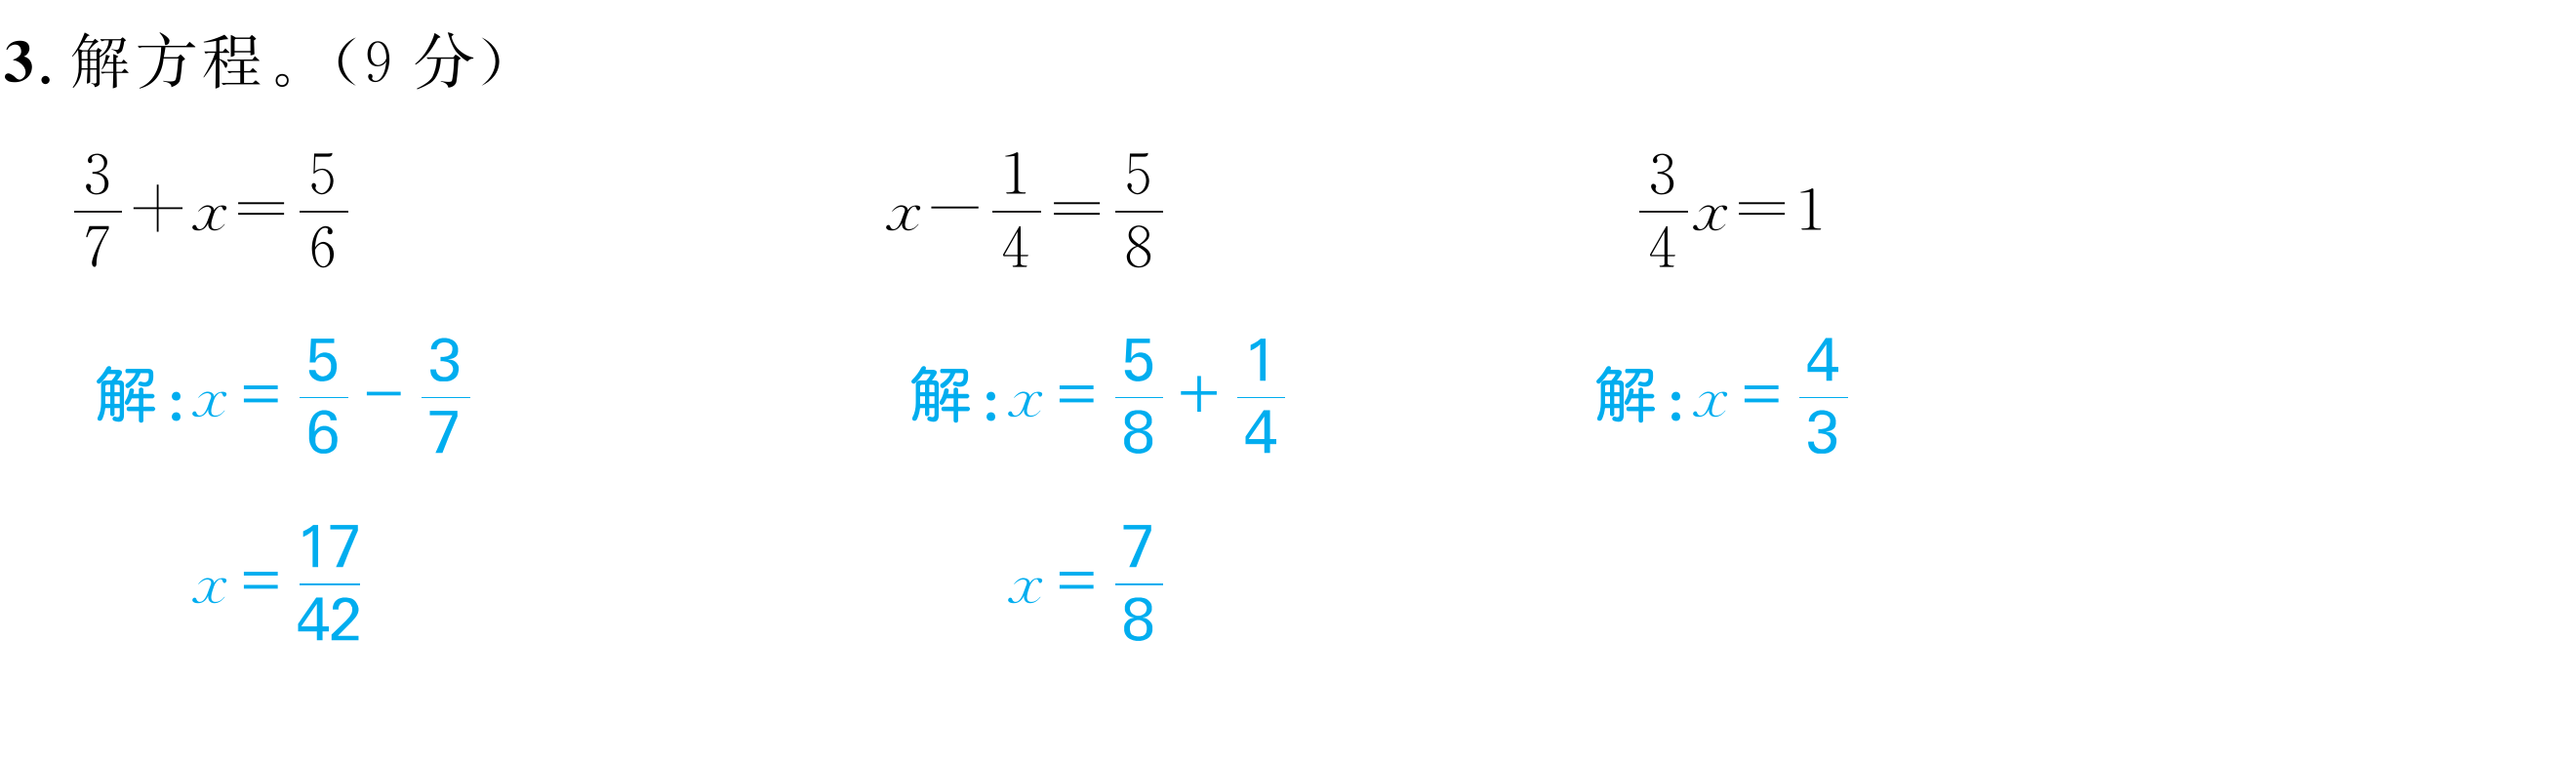 3. 解方程。(9 分)
3/7+x=5/6 x-1/4=5/8 3/4x=1
解:x=5/6-3/7 解:x=5/8+1/4 解:x=4/3
x=17/42 x=7/8